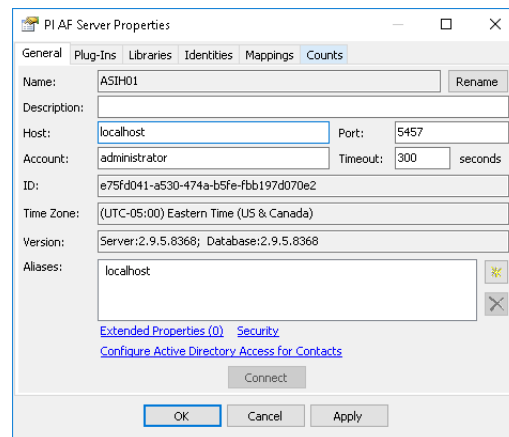 PI AF Server Properties
General Plug-Ins Libraries Identities Mappings Counts
Name: ASIH01 Rename
Description:
Host: localhost Port: 5457
Account: administrator Timeout: 300 seconds
ID: e75fd041-a530-474a-b5fe-fbb197d070e2
Time Zone: (UTC-05:00) Eastern Time (US & Canada)
Version: Server:2.9.5.8368; Database:2.9.5.8368
Aliases: localhost
Extended Properties (0) Security
Configure Active Directory Access for Contacts
Connect
OK Cancel Apply